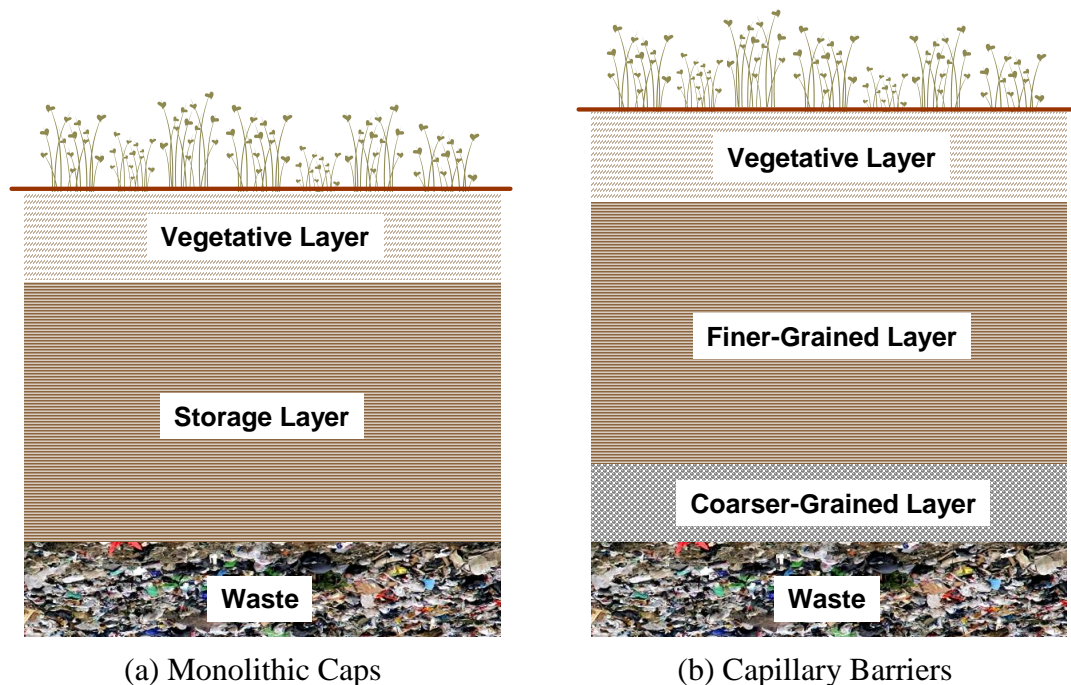 Vegetative Layer
Storage Layer
Waste
(a) Monolithic Caps
Vegetative Layer
Finer-Grained Layer
Coarser-Grained Layer
Waste
(b) Capillary Barriers